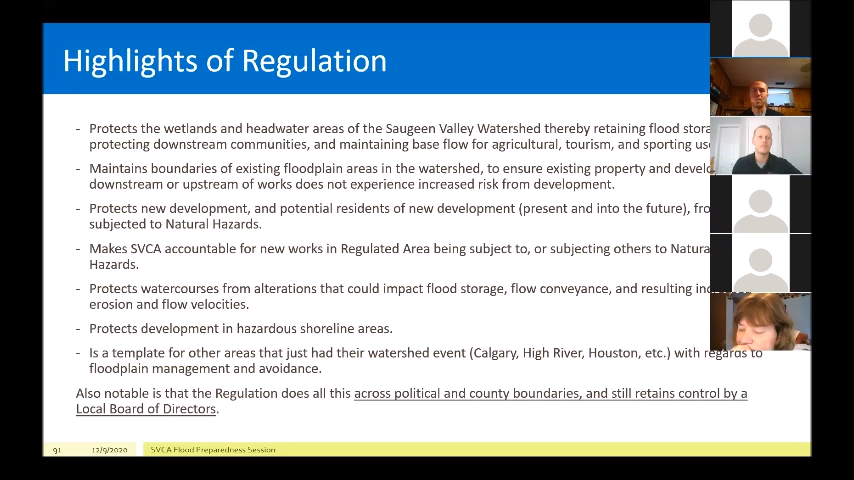 Highlights of Regulation
- Protects the wetlands and headwater areas of the Saugeen Valley Watershed thereby retaining flood
protecting downstream communities, and maintaining base flow for agricultural, tourism, and sporting
- Maintains boundaries of existing floodplain areas in the watershed, to ensure existing property and
downstream or upstream of works does not experience increased risk from development.
- Protects new development, and potential residents of new development (present and into the future),
subjected to Natural Hazards.
- Makes SVCA accountable for new works in Regulated Area being subject to, or subjecting others to Natural
Hazards.
- Protects watercourses from alterations that could impact flood storage, flow conveyance, and resulting
erosion and flow velocities.
- Protects development in hazardous shoreline areas.
- Is a template for other areas that just had their watershed event (Calgary, High River, Houston, etc.) with regards to
floodplain management and avoidance.
Also notable is that the Regulation does all this across political and county boundaries, and still retains control by a
Local Board of Directors.
91 12/9/2020 SVCA Flood Preparedness Session